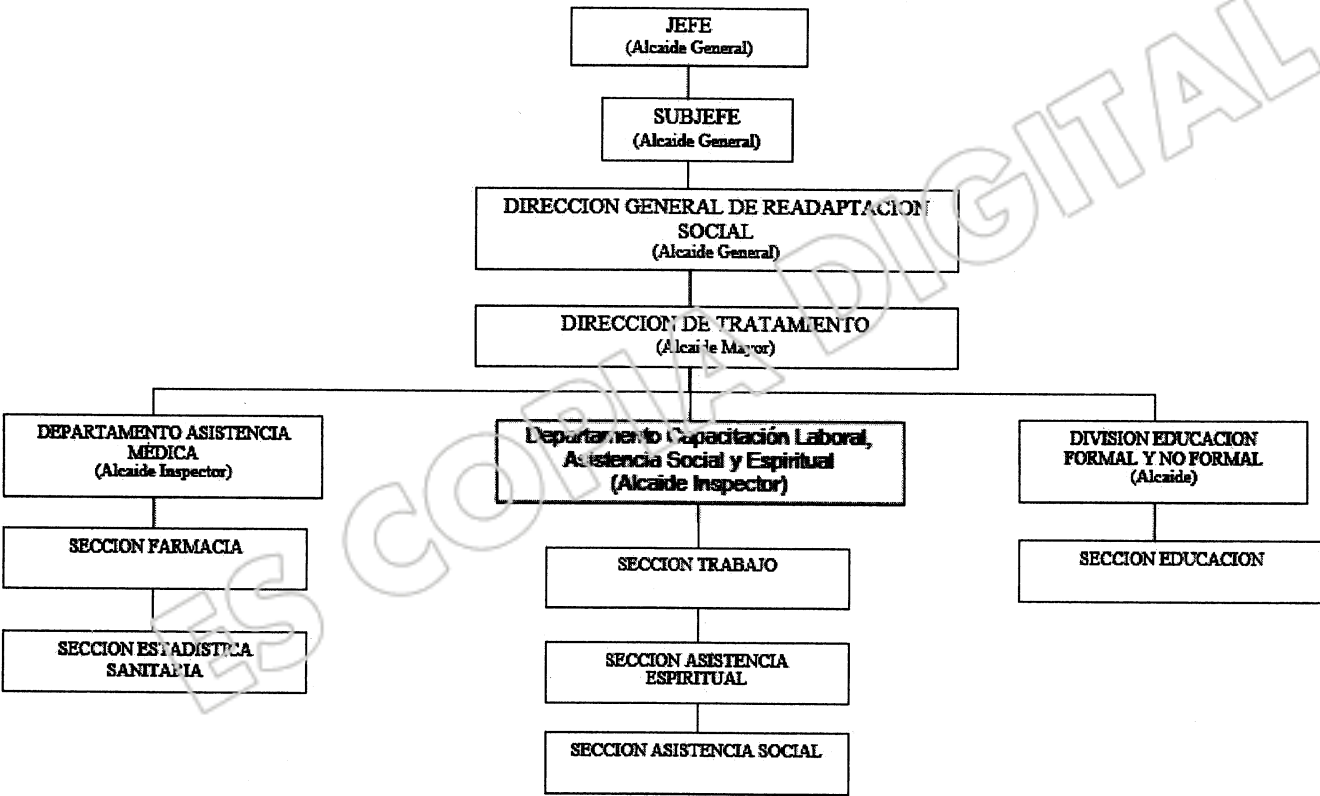 JEFE
(Alcaide General)
SUBJEFE
(Alcaide General)
DIRECCION GENERAL DE READAPTACION
SOCIAL
(Alcaide General)
DIRECCION DE TRATAMIENTO
(Alcaide Mayor)
DEPARTAMENTO ASISTENCIA
MÉDICA
(Alcaide Inspector)
SECCION FARMACIA
SECCION ESTADISTICA
SANITARIA
Departamento Capacitación Laboral,
Asistencia Social y Espiritual
(Alcaide Inspector)
SECCION TRABAJO
SECCION ASISTENCIA
ESPIRITUAL
SECCION ASISTENCIA SOCIAL
DIVISION EDUCACION
FORMAL Y NO FORMAL
(Alcaide)
SECCION EDUCACION
ES COPIA DIGITAL